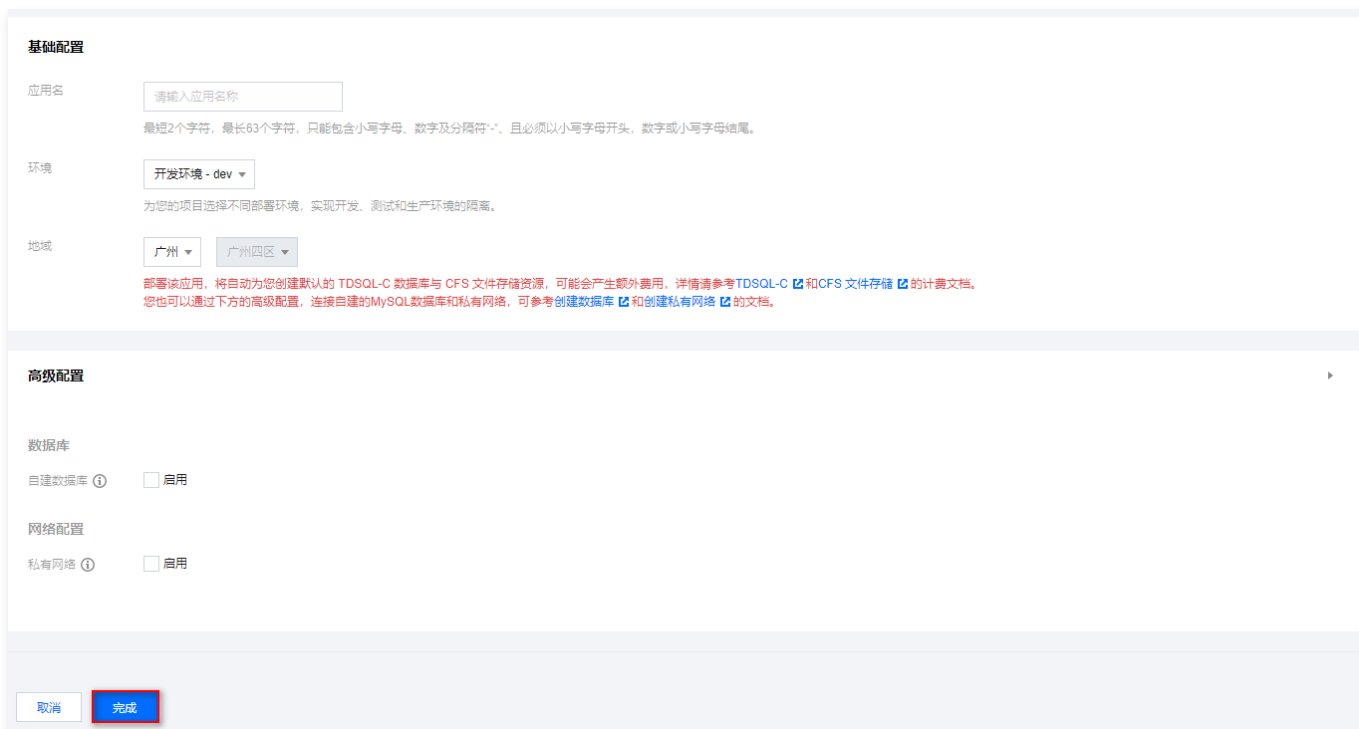 基础配置
应用名
请输入应用名称
最短2个字符，最长63个字符，只能包含小写字母、数字及分隔符"-"、且必须以小写字母开头，数字或小写字母结尾。
环境
开发环境 - dev
为您的项目选择不同部署环境，实现开发、测试和生产环境的隔离。
地域
广州 广州四区
部署该应用，将自动为您创建默认的 TDSQL-C 数据库与 CFS 文件存储资源，可能会产生额外费用，详情请参考TDSQL-C 和CFS 文件存储 的计费文档。
您也可以通过下方的高级配置，连接自建的MySQL数据库和私有网络，可参考创建数据库 和创建私有网络 的文档。
高级配置
数据库
自建数据库 启用
网络配置
私有网络 启用
取消 完成